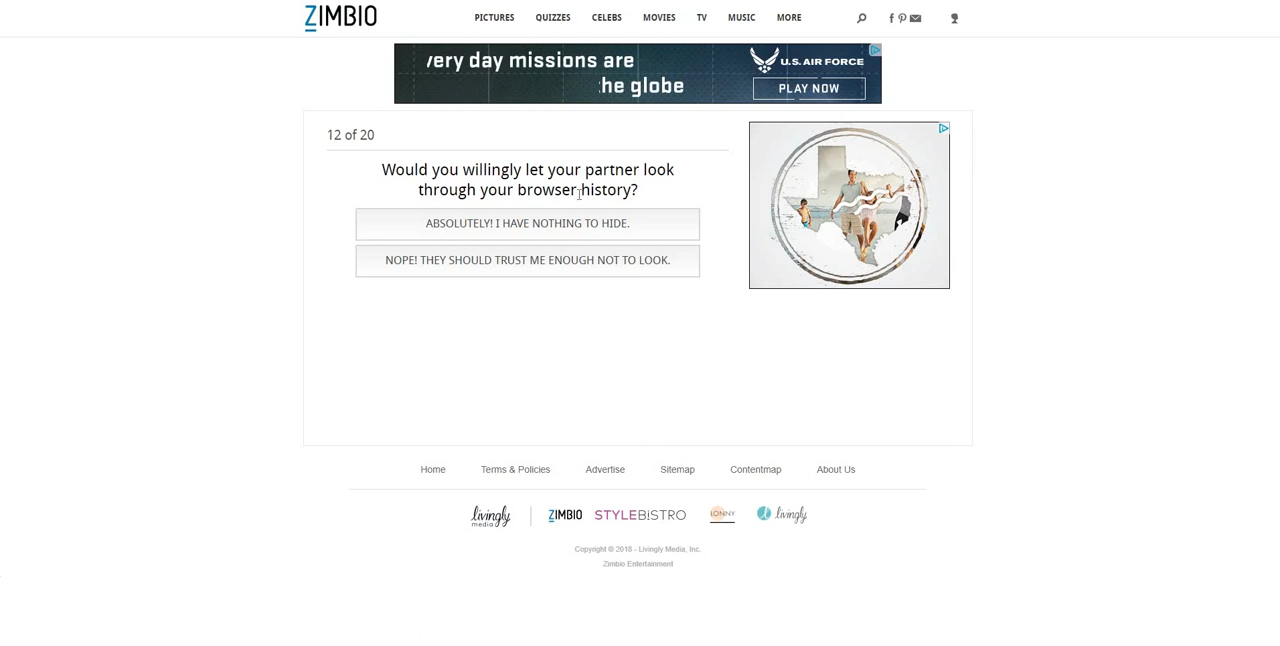 ZIMBIO
PICTURES QUIZZES CELEBS MOVIES TV MUSIC MORE
very day missions are
he globe
U.S. AIR FORCE
PLAY NOW
12 of 20
Would you willingly let your partner look
through your browser history?
ABSOLUTELY! I HAVE NOTHING TO HIDE.
NOPE! THEY SHOULD TRUST ME ENOUGH NOT TO LOOK.
Home Terms & Policies Advertise Sitemap Contentmap About Us
livingly media ZIMBIO STYLEBISTRO LONNY livingly
Copyright © 2018 - Livingly Media, Inc.
Zimbio Entertainment